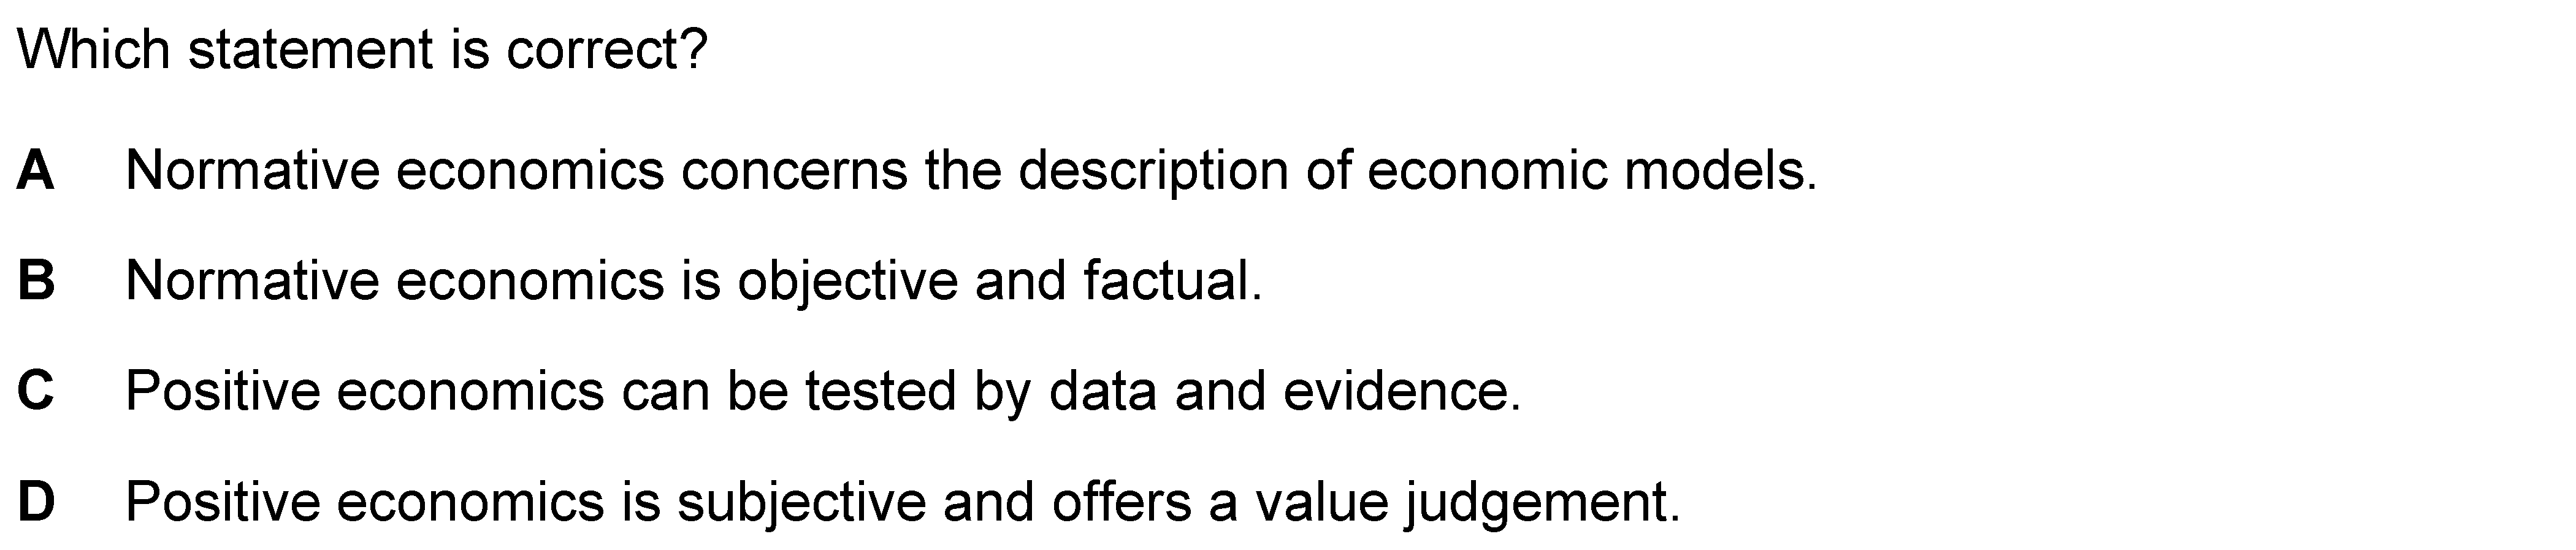 Which statement is correct?
A Normative economics concerns the description of economic models.
B Normative economics is objective and factual.
C Positive economics can be tested by data and evidence.
D Positive economics is subjective and offers a value judgement.